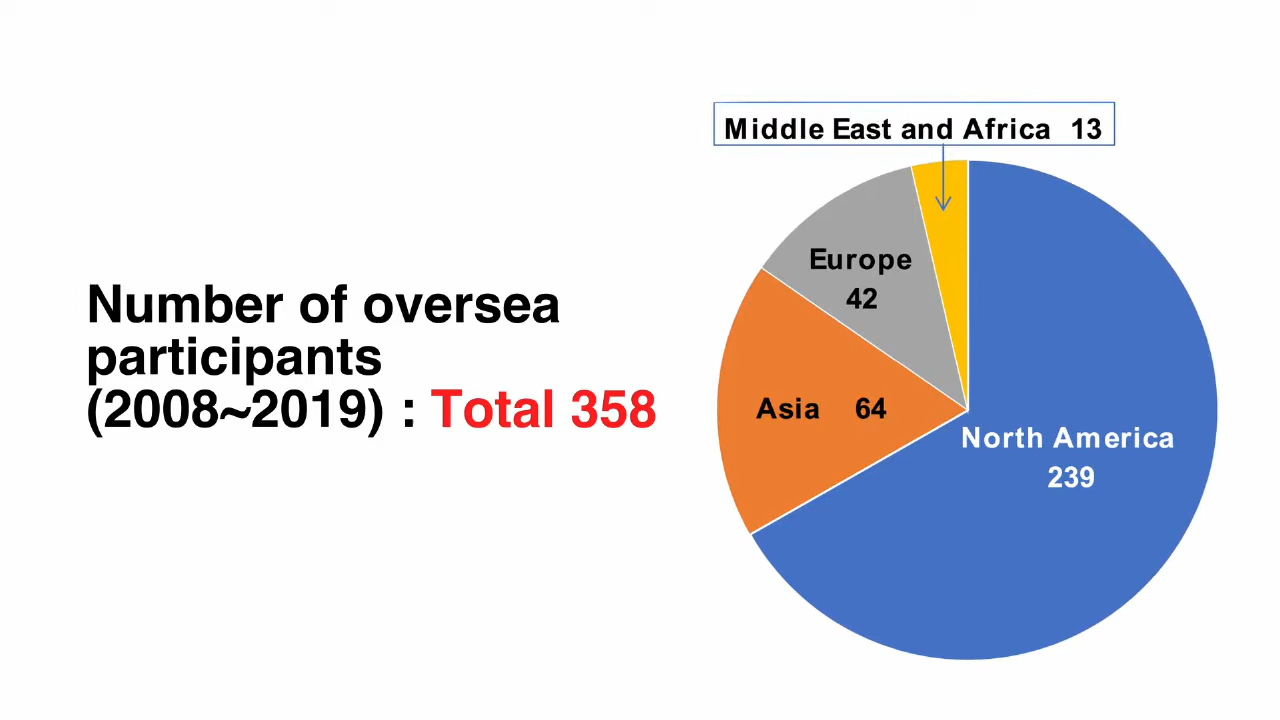 Number of oversea
participants
(2008~2019) : Total 358
Middle East and Africa 13
Europe
42
Asia 64
North America
239